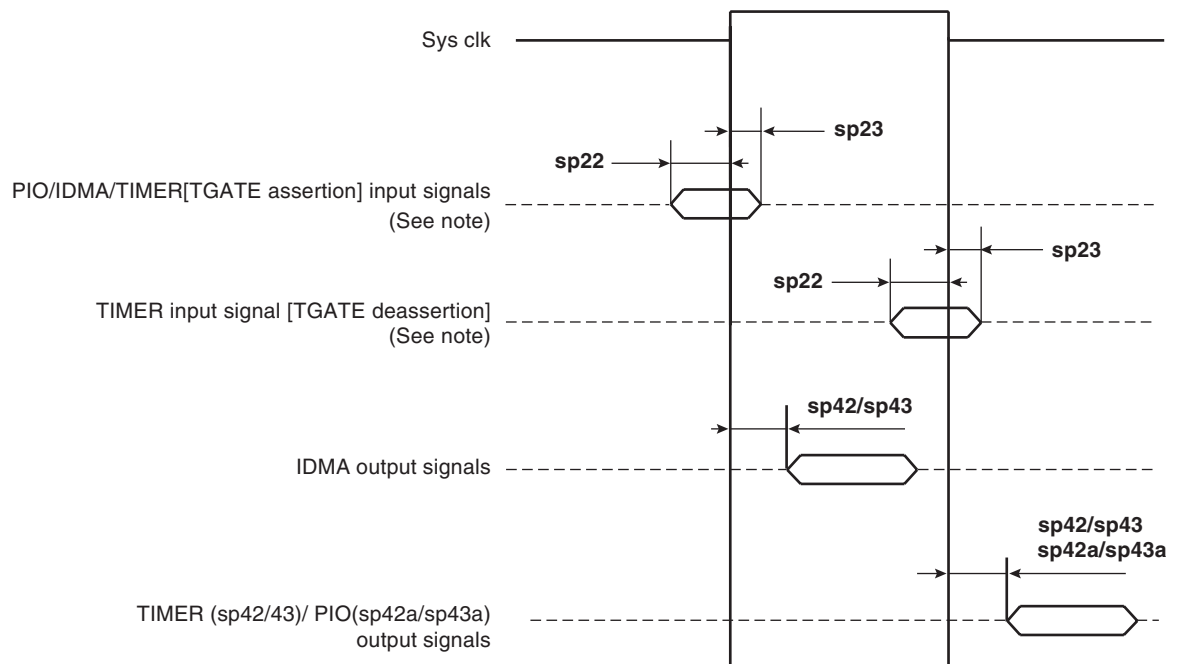 Sys clk
sp23
sp22
PIO/IDMA/TIMER[TGATE assertion] input signals
(See note)
sp23
sp22
TIMER input signal [TGATE deassertion]
(See note)
sp42/sp43
IDMA output signals
sp42/sp43
sp42a/sp43a
TIMER (sp42/43)/ PIO(sp42a/sp43a)
output signals